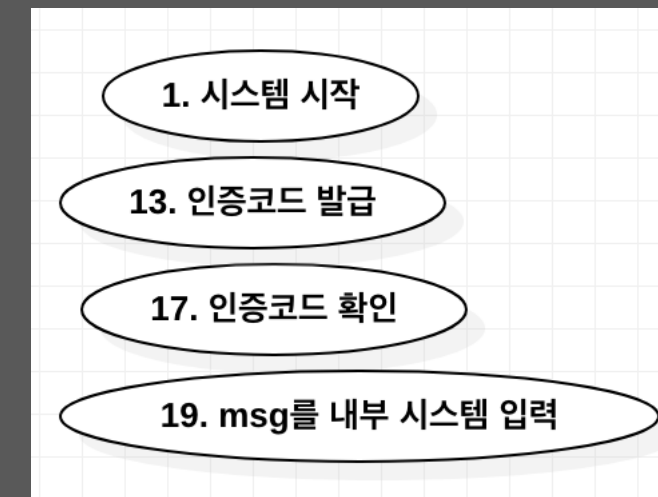 1. 시스템 시작
13. 인증코드 발급
17. 인증코드 확인
19. msg를 내부 시스템 입력